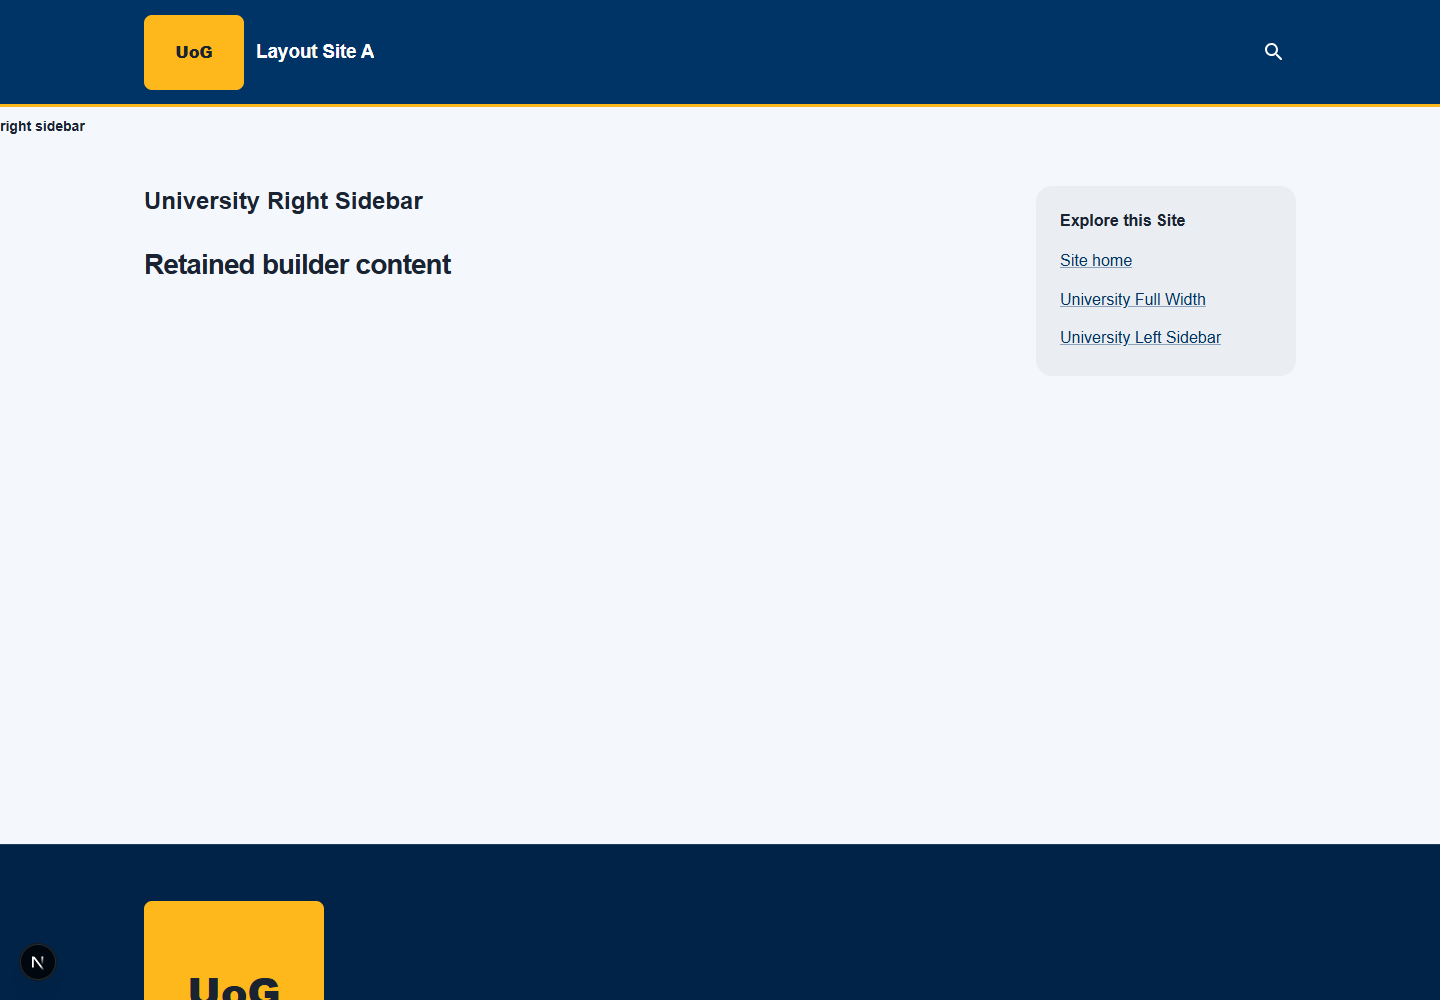 UoG
Layout Site A
right sidebar
University Right Sidebar
Retained builder content
Explore this Site
Site home
University Full Width
University Left Sidebar
UoG
N